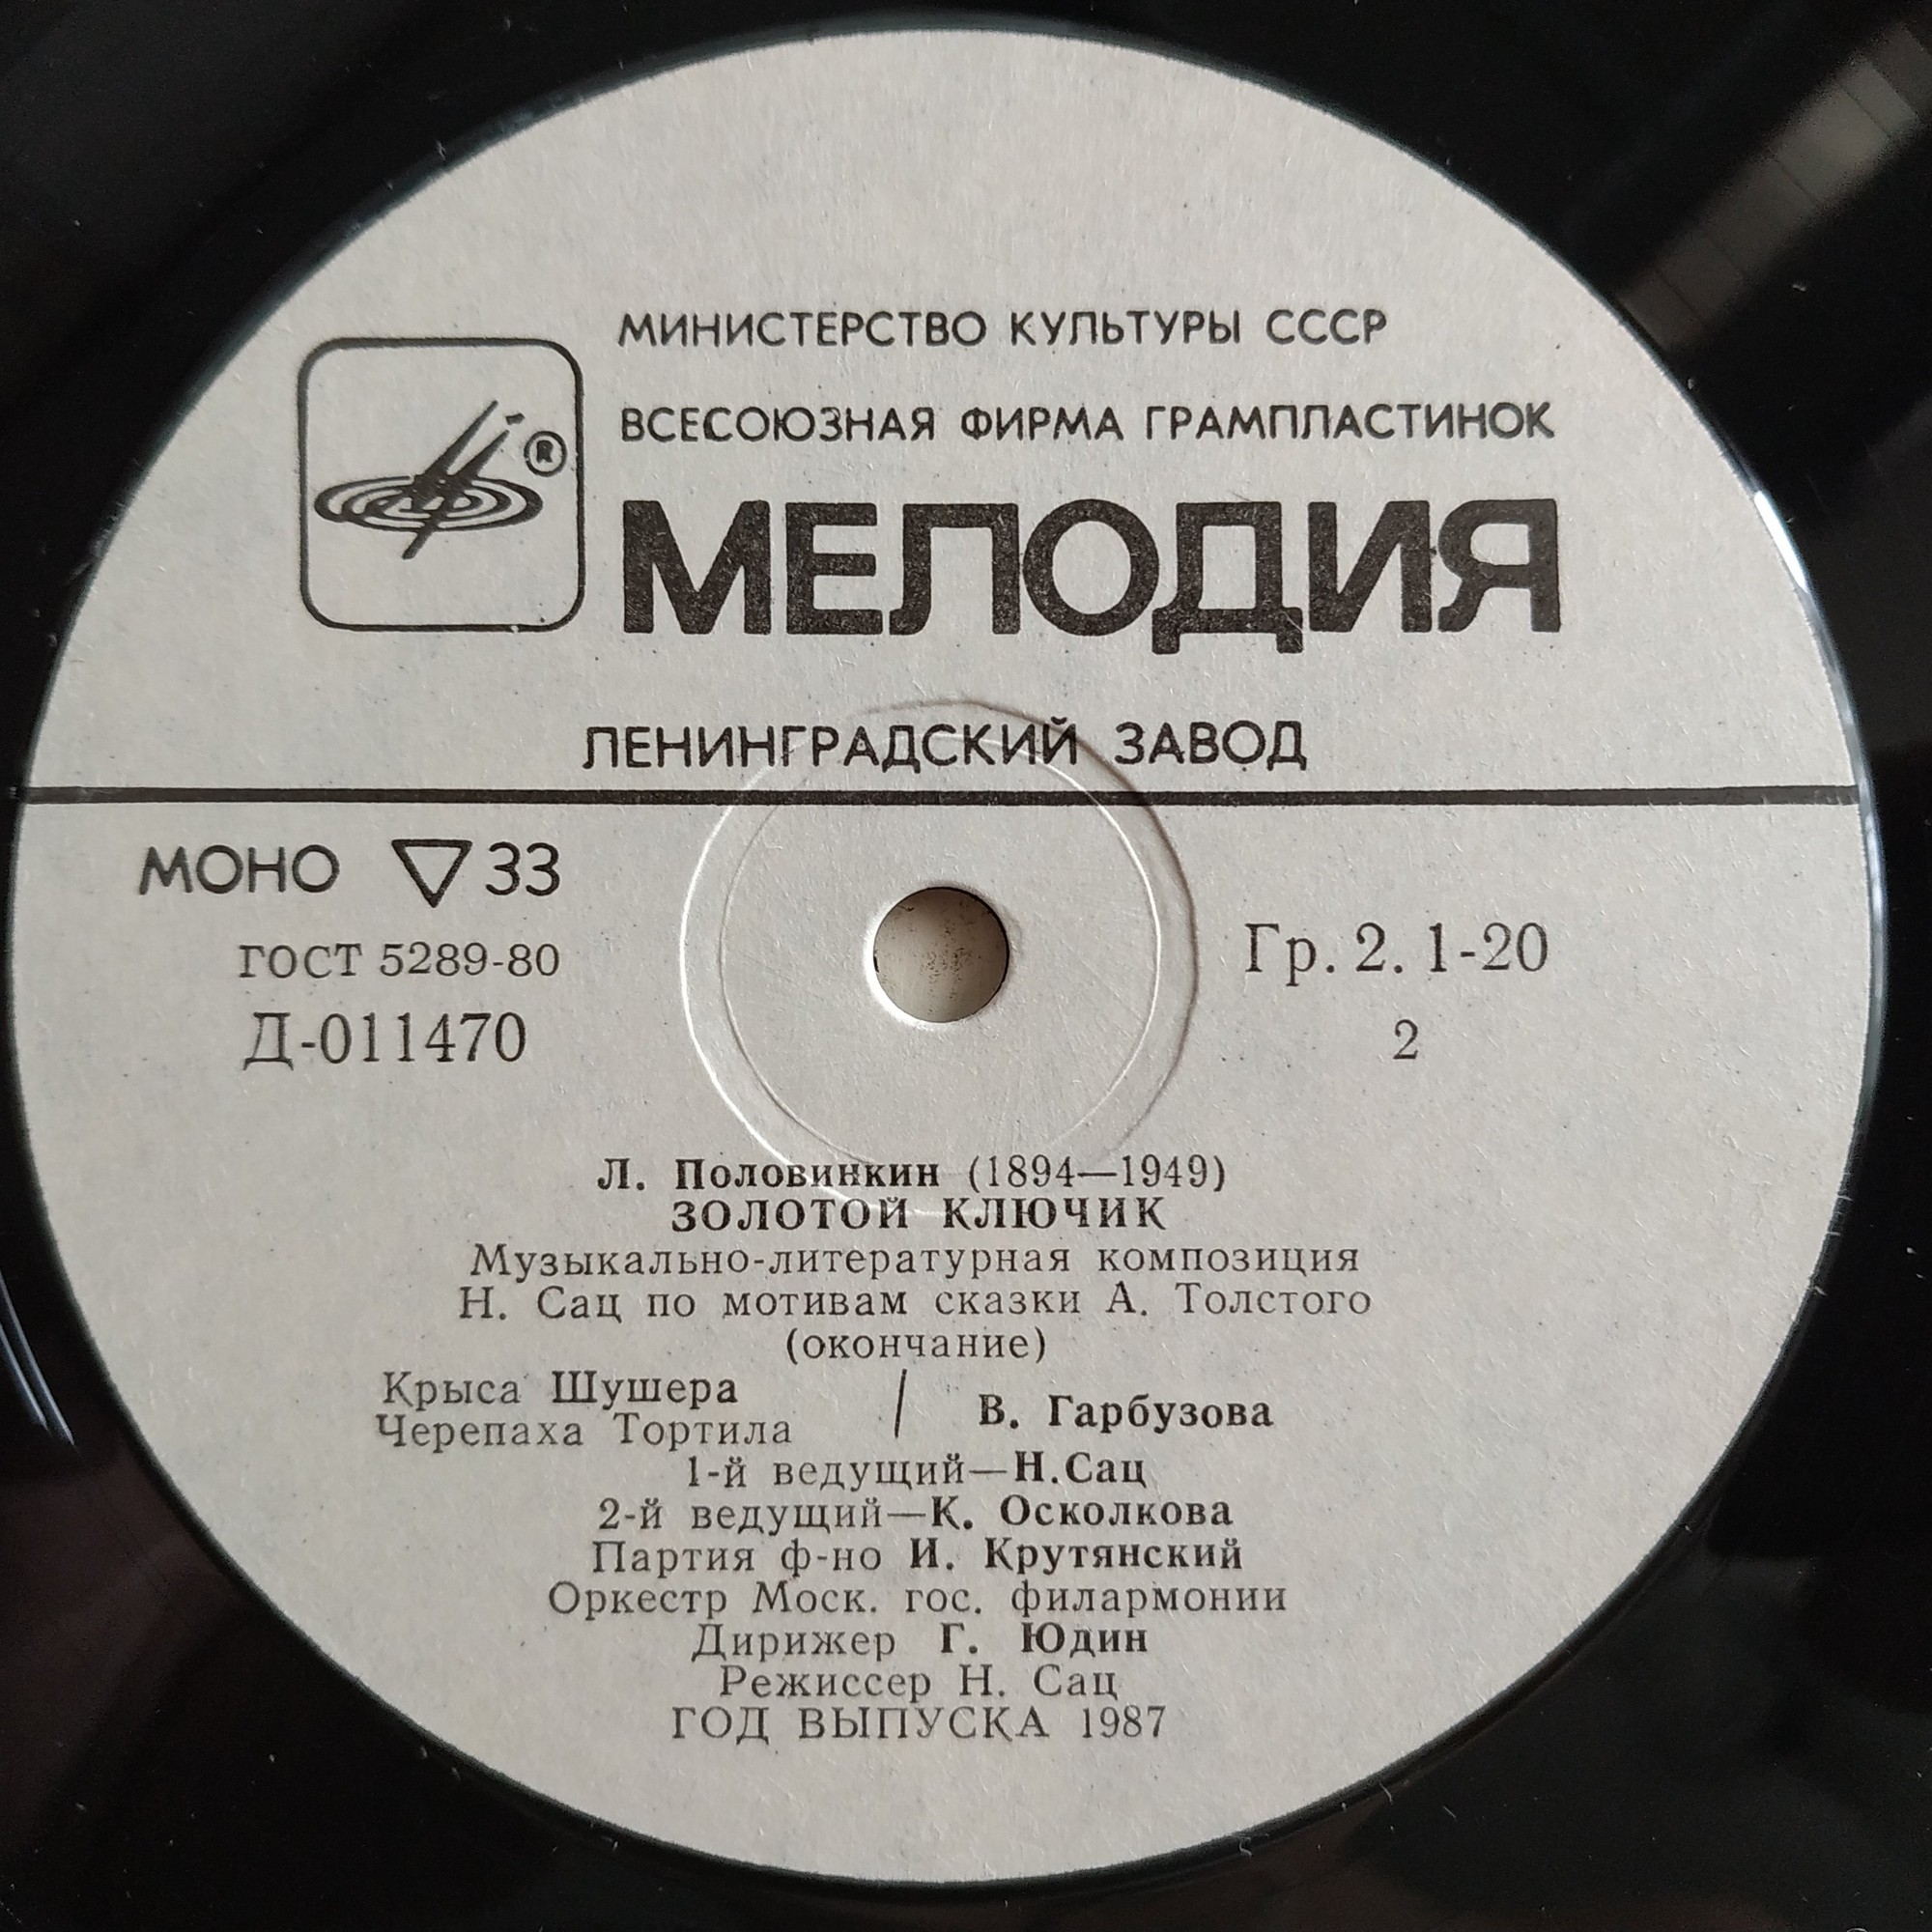 МИНИСТЕРСТВО КУЛЬТУРЫ СССР
ВСЕСОЮЗНАЯ ФИРМА ГРАМПЛАСТИНОК
®
МЕЛОДИЯ
ЛЕНИНГРАДСКИЙ ЗАВОД
МОНО ▽ 33
ГОСТ 5289-80
Д-011470
Гр. 2. 1-20
2
Л. Половинкин (1894—1949)
ЗОЛОТОЙ КЛЮЧИК
Музыкально-литературная композиция
Н. Сац по мотивам сказки А. Толстого
(окончание)
Крыса Шушера
Черепаха Тортила / В. Гарбузова
1-й ведущий—Н.Сац
2-й ведущий—К. Осколкова
Партия ф-но И. Крутянский
Оркестр Моск. гос. филармонии
Дирижер Г. Юдин
Режиссер Н. Сац
ГОД ВЫПУСКА 1987